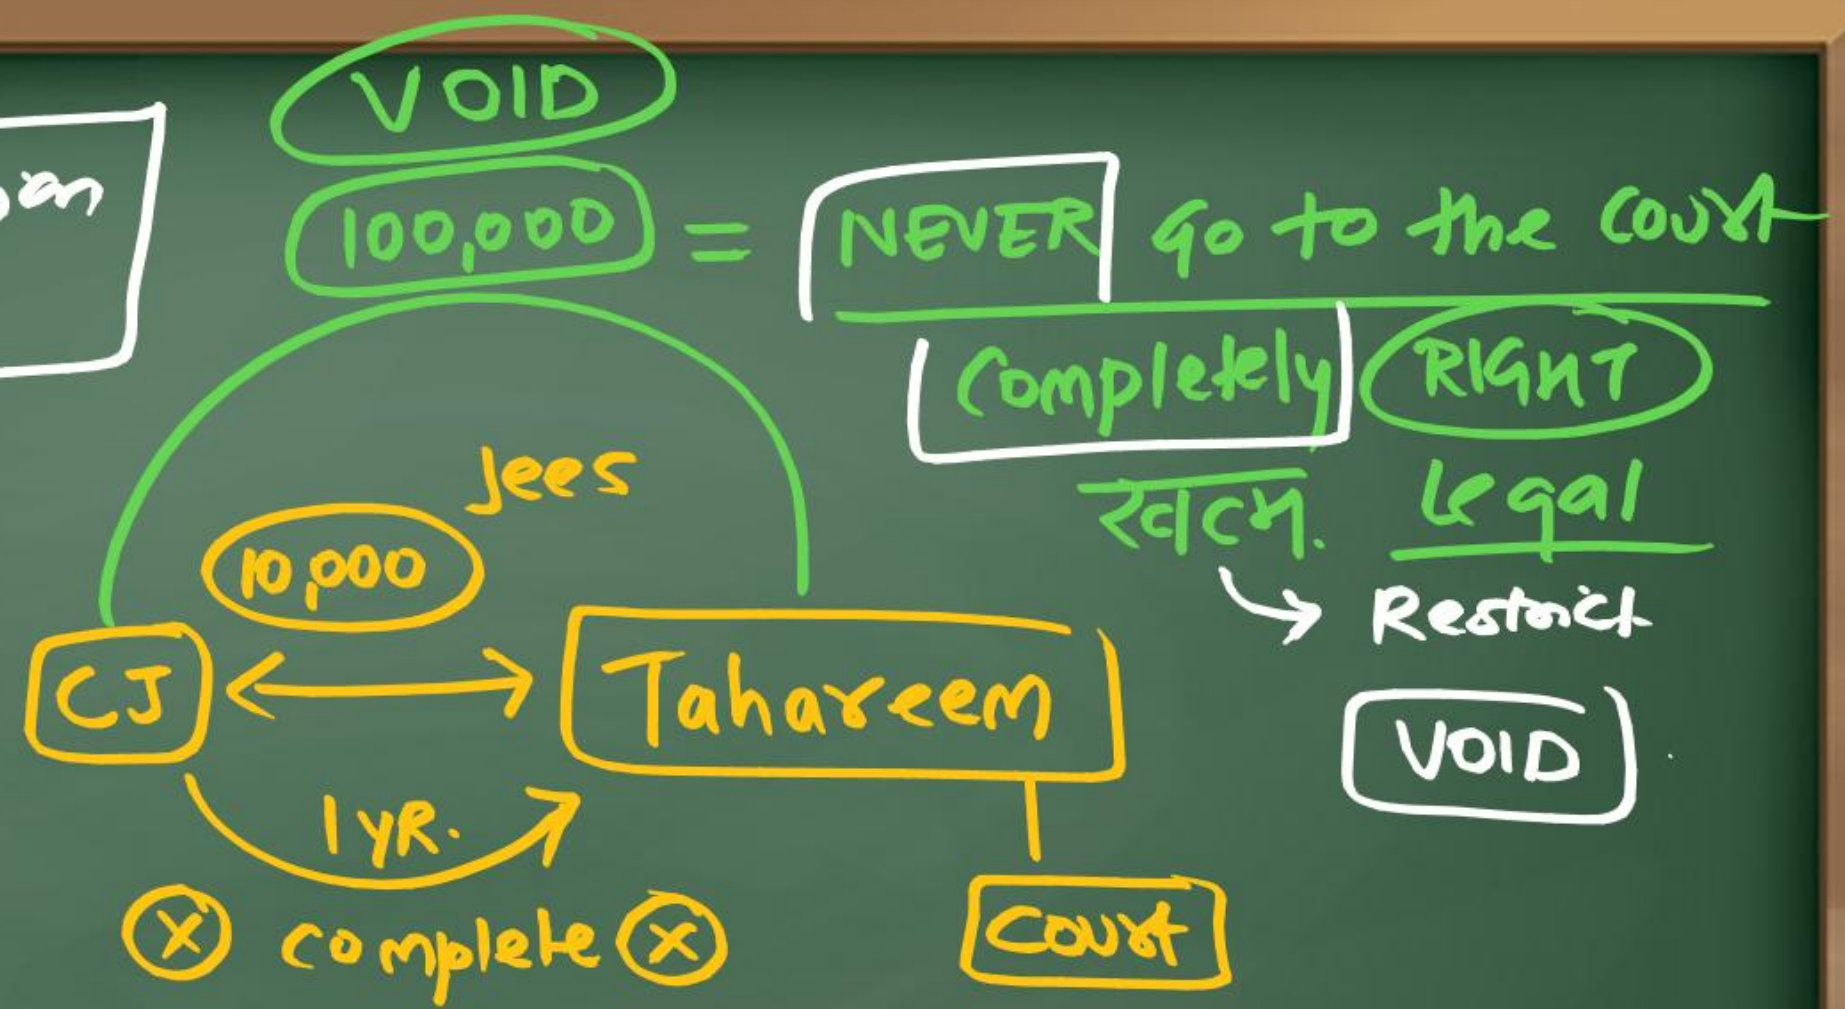 VOID
100,000 = NEVER Go to the court
Completely RIGHT
खत्म. legal
Restrict
VOID
Jees
10,000
CJ Tahareem
1 YR.
complete
Court